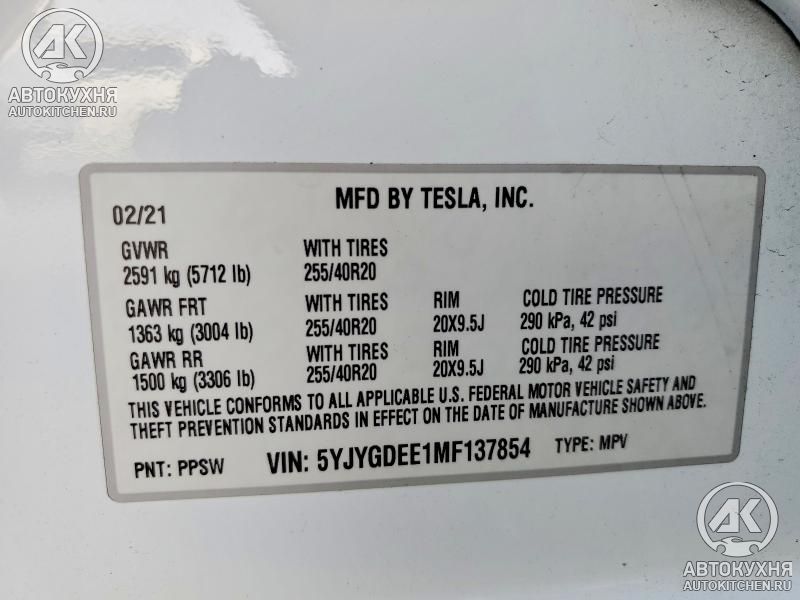 АК
АВТОКУХНЯ
AUTOKITCHEN.RU
02/21 MFD BY TESLA, INC.
GVWR WITH TIRES
2591 kg (5712 lb) 255/40R20
GAWR FRT WITH TIRES RIM COLD TIRE PRESSURE
1363 kg (3004 lb) 255/40R20 20X9.5J 290 kPa, 42 psi
GAWR RR WITH TIRES RIM COLD TIRE PRESSURE
1500 kg (3306 lb) 255/40R20 20X9.5J 290 kPa, 42 psi
THIS VEHICLE CONFORMS TO ALL APPLICABLE U.S. FEDERAL MOTOR VEHICLE SAFETY AND
THEFT PREVENTION STANDARDS IN EFFECT ON THE DATE OF MANUFACTURE SHOWN ABOVE.
PNT: PPSW VIN: 5YJYGDEE1MF137854 TYPE: MPV
АК
АВТОКУХНЯ
AUTOKITCHEN.RU